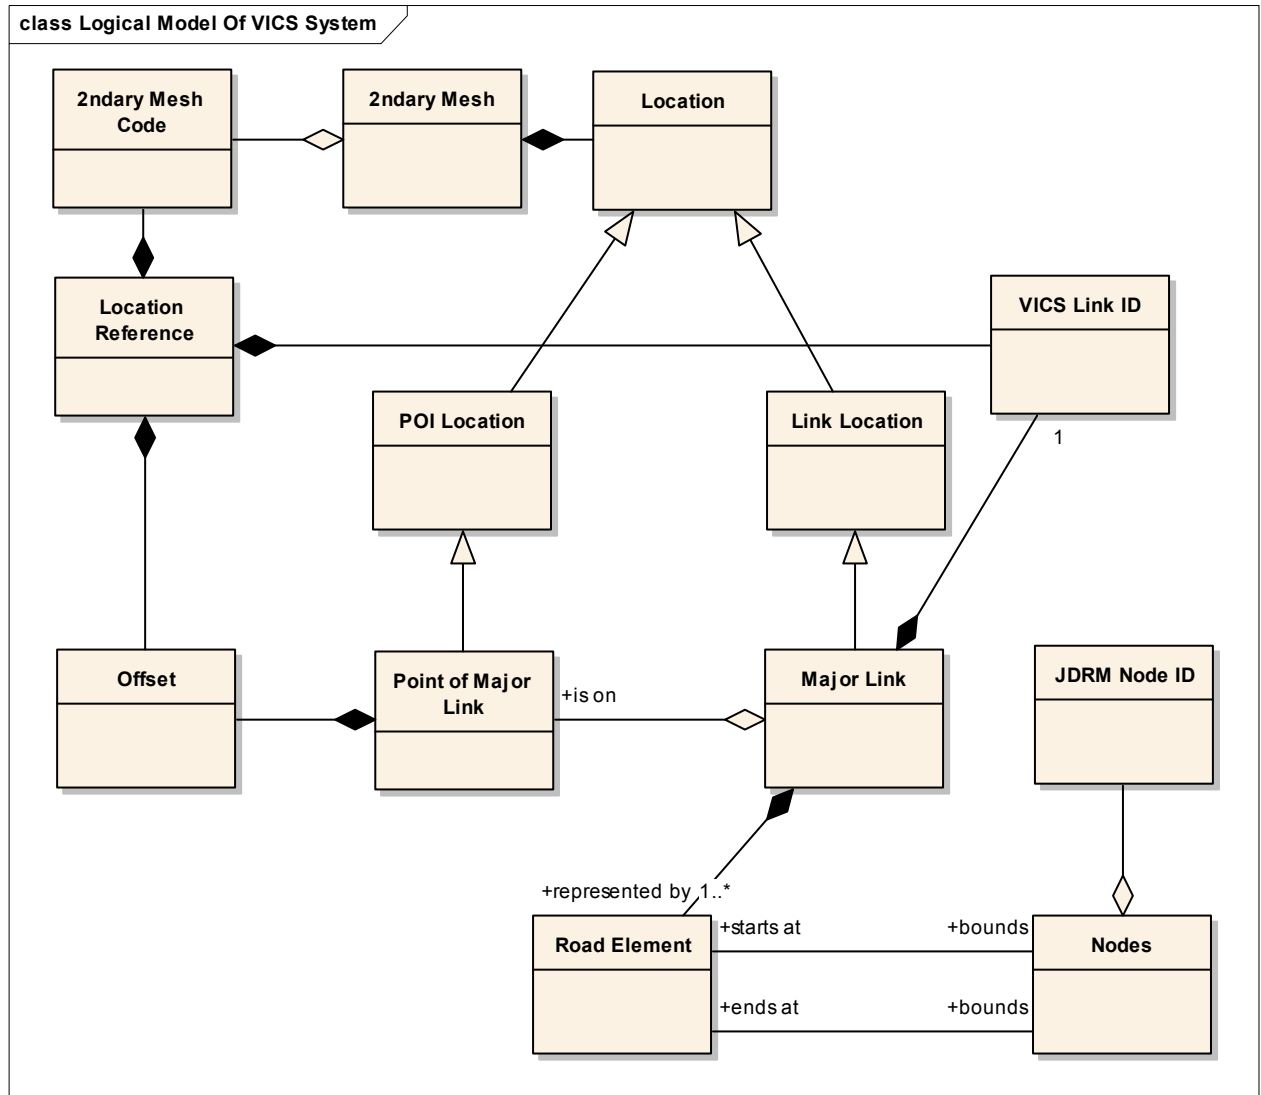 class Logical Model Of VICS System
2ndary Mesh
Code
2ndary Mesh
Location
Location
Reference
VICS Link ID
POI Location
Link Location
1
Offset
Point of Major
Link
+is on
Major Link
JDRM Node ID
+represented by 1..*
Road Element
+starts at
+bounds
Nodes
+ends at
+bounds